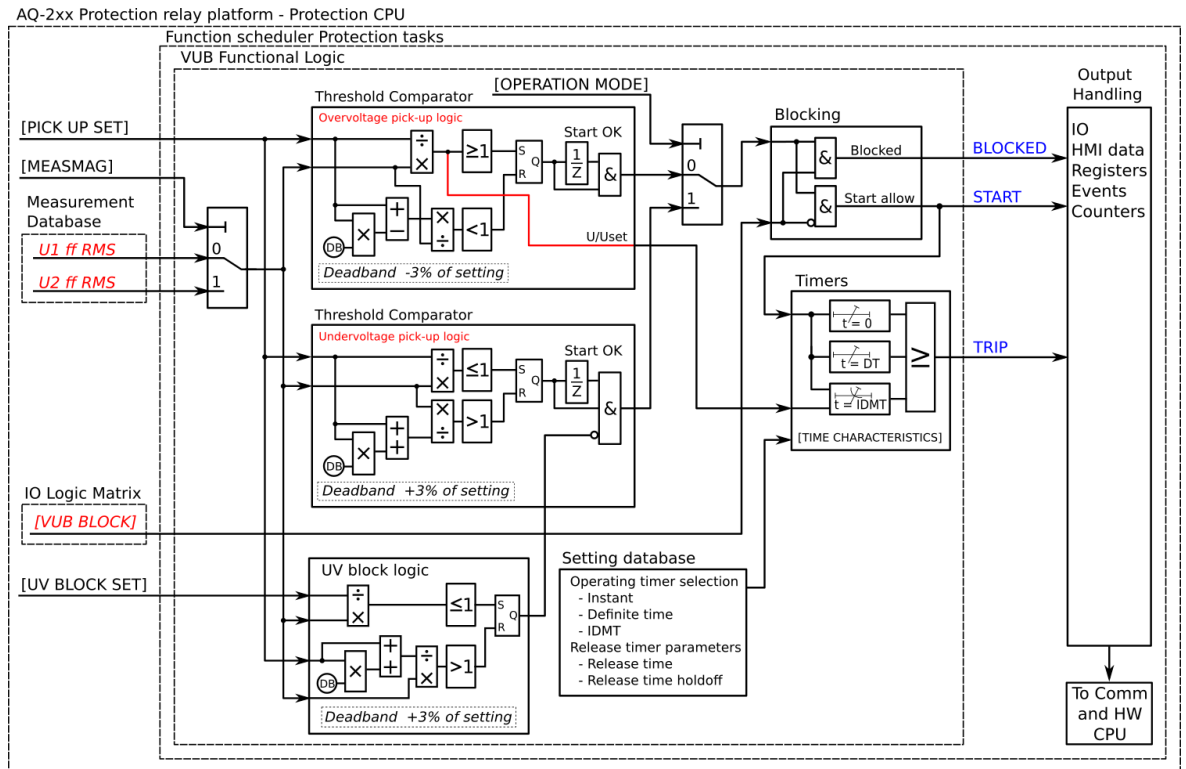 AQ-2xx Protection relay platform - Protection CPU
Function scheduler Protection tasks
VUB Functional Logic
[PICK UP SET]
[MEASMAG]
Measurement
Database
U1 ff RMS
U2 ff RMS
0
1
Threshold Comparator
Overvoltage pick-up logic
÷
×
≥1
S
R
Q
Start OK
1
Z
&
+
−
×
DB
×
÷
<1
U/Uset
Deadband -3% of setting
[OPERATION MODE]
0
1
Blocking
&
Blocked
&
Start allow
BLOCKED
START
Output
Handling
IO
HMI data
Registers
Events
Counters
Threshold Comparator
Undervoltage pick-up logic
÷
×
≤1
S
R
Q
Start OK
1
Z
&
×
÷
>1
+
+
×
DB
Deadband +3% of setting
Timers
t = 0
t = DT
t = IDMT
≥
[TIME CHARACTERISTICS]
TRIP
IO Logic Matrix
[VUB BLOCK]
[UV BLOCK SET]
UV block logic
÷
×
≤1
S
R
Q
+
+
×
DB
÷
×
>1
Deadband +3% of setting
Setting database
Operating timer selection
- Instant
- Definite time
- IDMT
Release timer parameters
- Release time
- Release time holdoff
To Comm
and HW
CPU